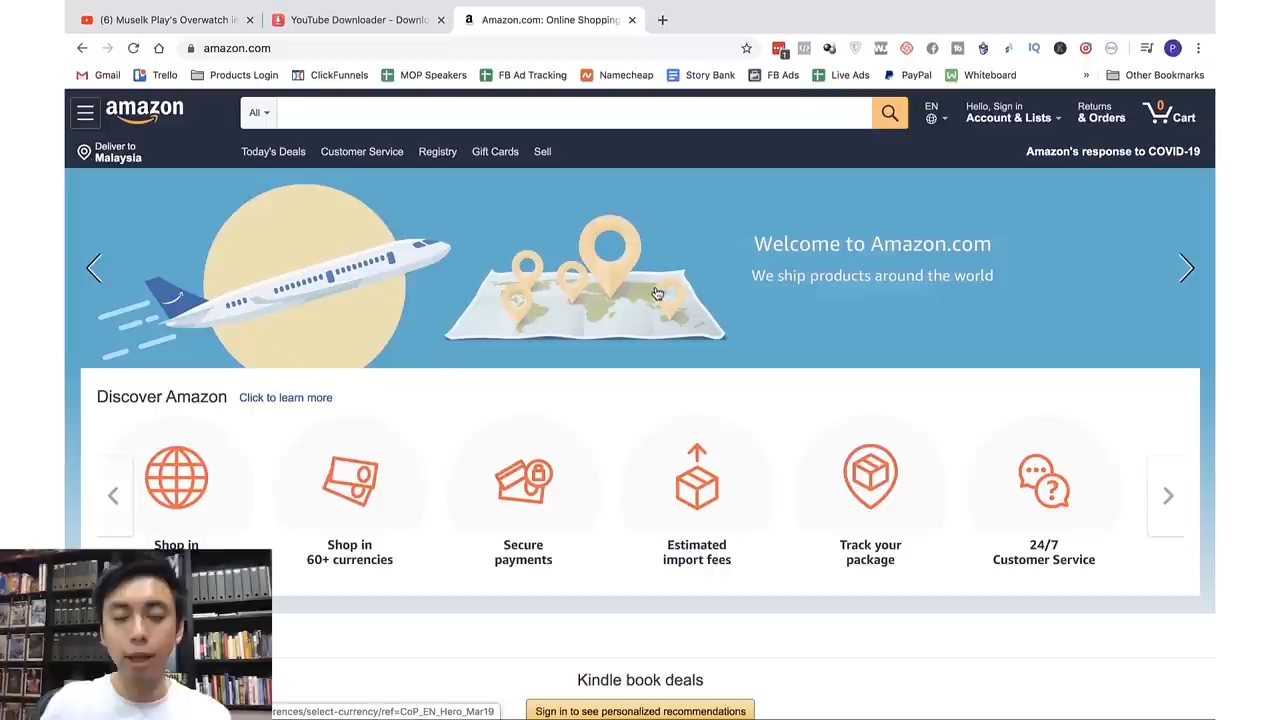 (6) Muselk Play's Overwatch in
YouTube Downloader - Downlo
Amazon.com: Online Shopping
amazon.com
Gmail
Trello
Products Login
ClickFunnels
MOP Speakers
FB Ad Tracking
Namecheap
Story Bank
FB Ads
Live Ads
PayPal
Whiteboard
»
Other Bookmarks
amazon
All
EN
Hello, Sign in
Account & Lists
Returns
& Orders
0
Cart
Deliver to
Malaysia
Today's Deals
Customer Service
Registry
Gift Cards
Sell
Amazon's response to COVID-19
Welcome to Amazon.com
We ship products around the world
Discover Amazon
Click to learn more
Shop in
Shop in
60+ currencies
Secure
payments
Estimated
import fees
Track your
package
24/7
Customer Service
Kindle book deals
Sign in to see personalized recommendations
rences/select-currency/ref=CoP_EN_Hero_Mar19